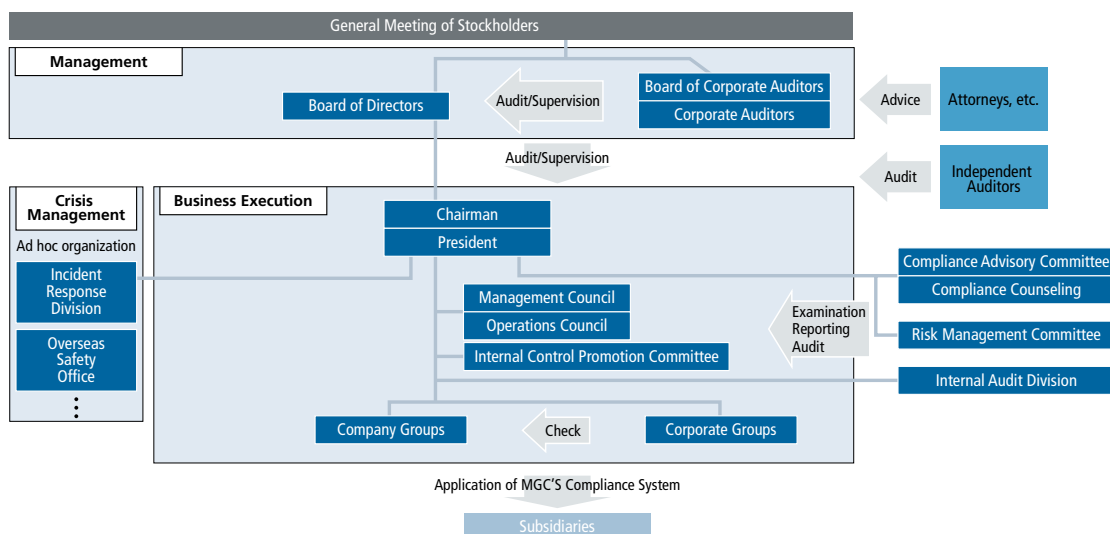 General Meeting of Stockholders
Management
Board of Directors
Audit/Supervision
Board of Corporate Auditors
Corporate Auditors
Advice
Attorneys, etc.
Audit/Supervision
Audit
Independent
Auditors
Crisis
Management
Ad hoc organization
Incident
Response
Division
Overseas
Safety
Office
Business Execution
Chairman
President
Management Council
Operations Council
Internal Control Promotion Committee
Examination
Reporting
Audit
Compliance Advisory Committee
Compliance Counseling
Risk Management Committee
Internal Audit Division
Company Groups
Check
Corporate Groups
Application of MGC'S Compliance System
Subsidiaries